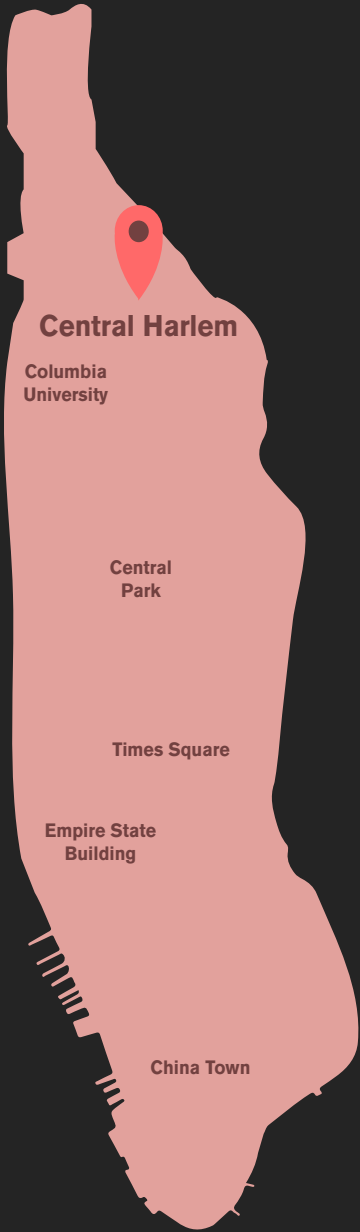 Central Harlem
Columbia
University
Central
Park
Times Square
Empire State
Building
China Town